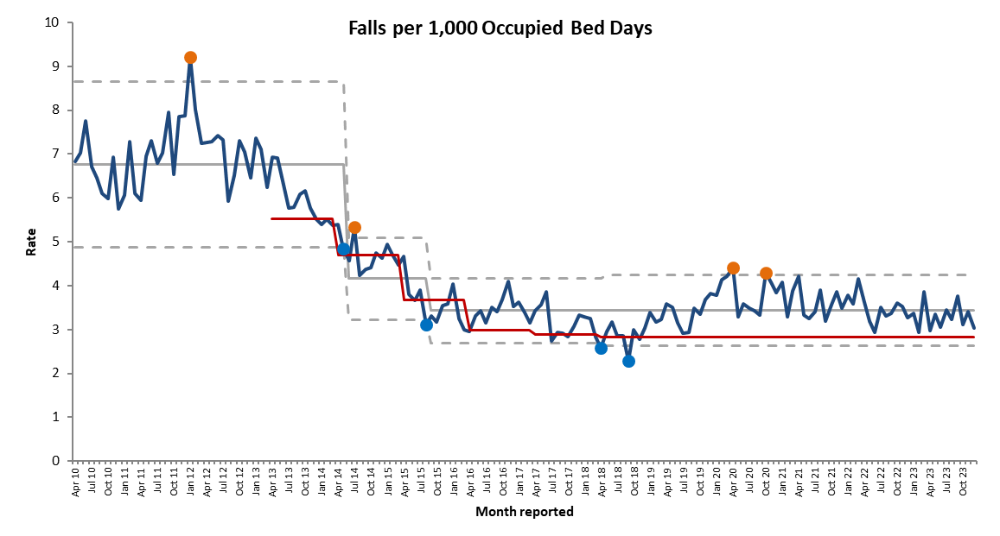 Falls per 1,000 Occupied Bed Days
10
9
8
7
6
5
4
3
2
1
0
Rate
Apr 10
Jul 10
Oct 10
Jan 11
Apr 11
Jul 11
Oct 11
Jan 12
Apr 12
Jul 12
Oct 12
Jan 13
Apr 13
Jul 13
Oct 13
Jan 14
Apr 14
Jul 14
Oct 14
Jan 15
Apr 15
Jul 15
Oct 15
Jan 16
Apr 16
Jul 16
Oct 16
Jan 17
Apr 17
Jul 17
Oct 17
Jan 18
Apr 18
Jul 18
Oct 18
Jan 19
Apr 19
Jul 19
Oct 19
Jan 20
Apr 20
Jul 20
Oct 20
Jan 21
Apr 21
Jul 21
Oct 21
Jan 22
Apr 22
Jul 22
Oct 22
Jan 23
Apr 23
Jul 23
Oct 23
Month reported